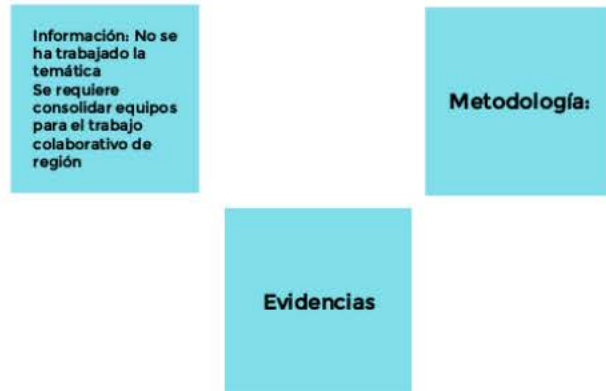 Información: No se
ha trabajado la
temática
Se requiere
consolidar equipos
para el trabajo
colaborativo de
región
Metodología:
Evidencias